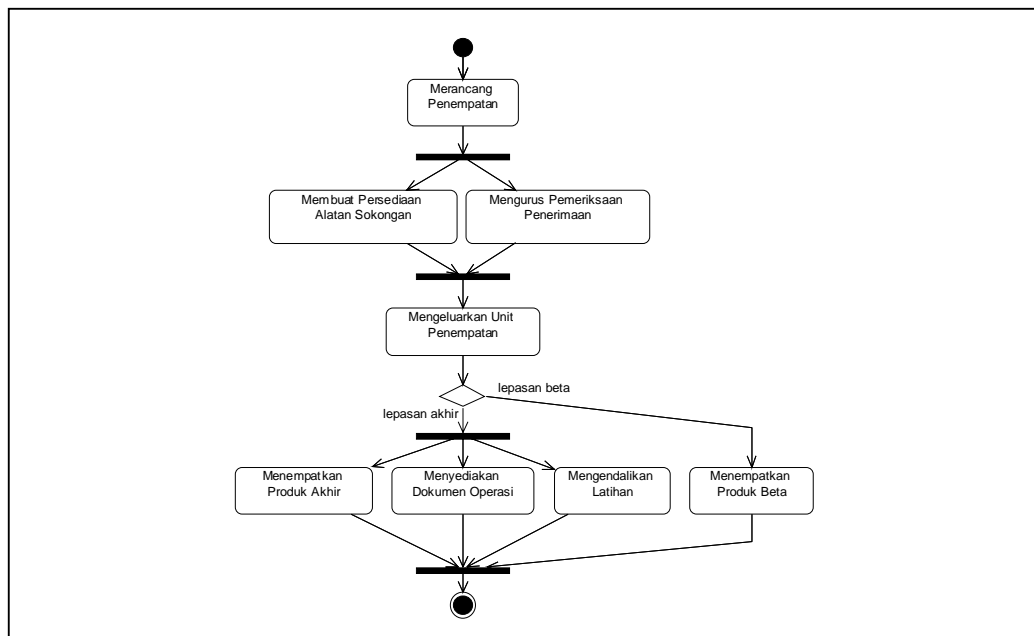 Merancang
Penempatan
Membuat Persediaan
Alatan Sokongan
Mengurus Pemeriksaan
Penerimaan
Mengeluarkan Unit
Penempatan
lepasan beta
lepasan akhir
Menempatkan
Produk Akhir
Menyediakan
Dokumen Operasi
Mengendalikan
Latihan
Menempatkan
Produk Beta